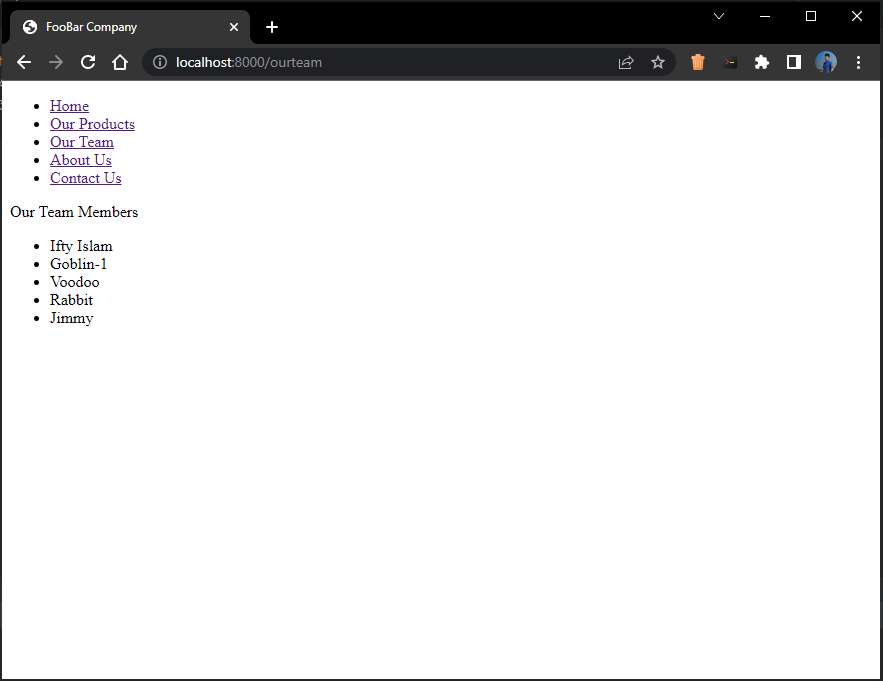 FooBar Company
localhost:8000/ourteam
Home
Our Products
Our Team
About Us
Contact Us
Our Team Members
Ifty Islam
Goblin-1
Voodoo
Rabbit
Jimmy